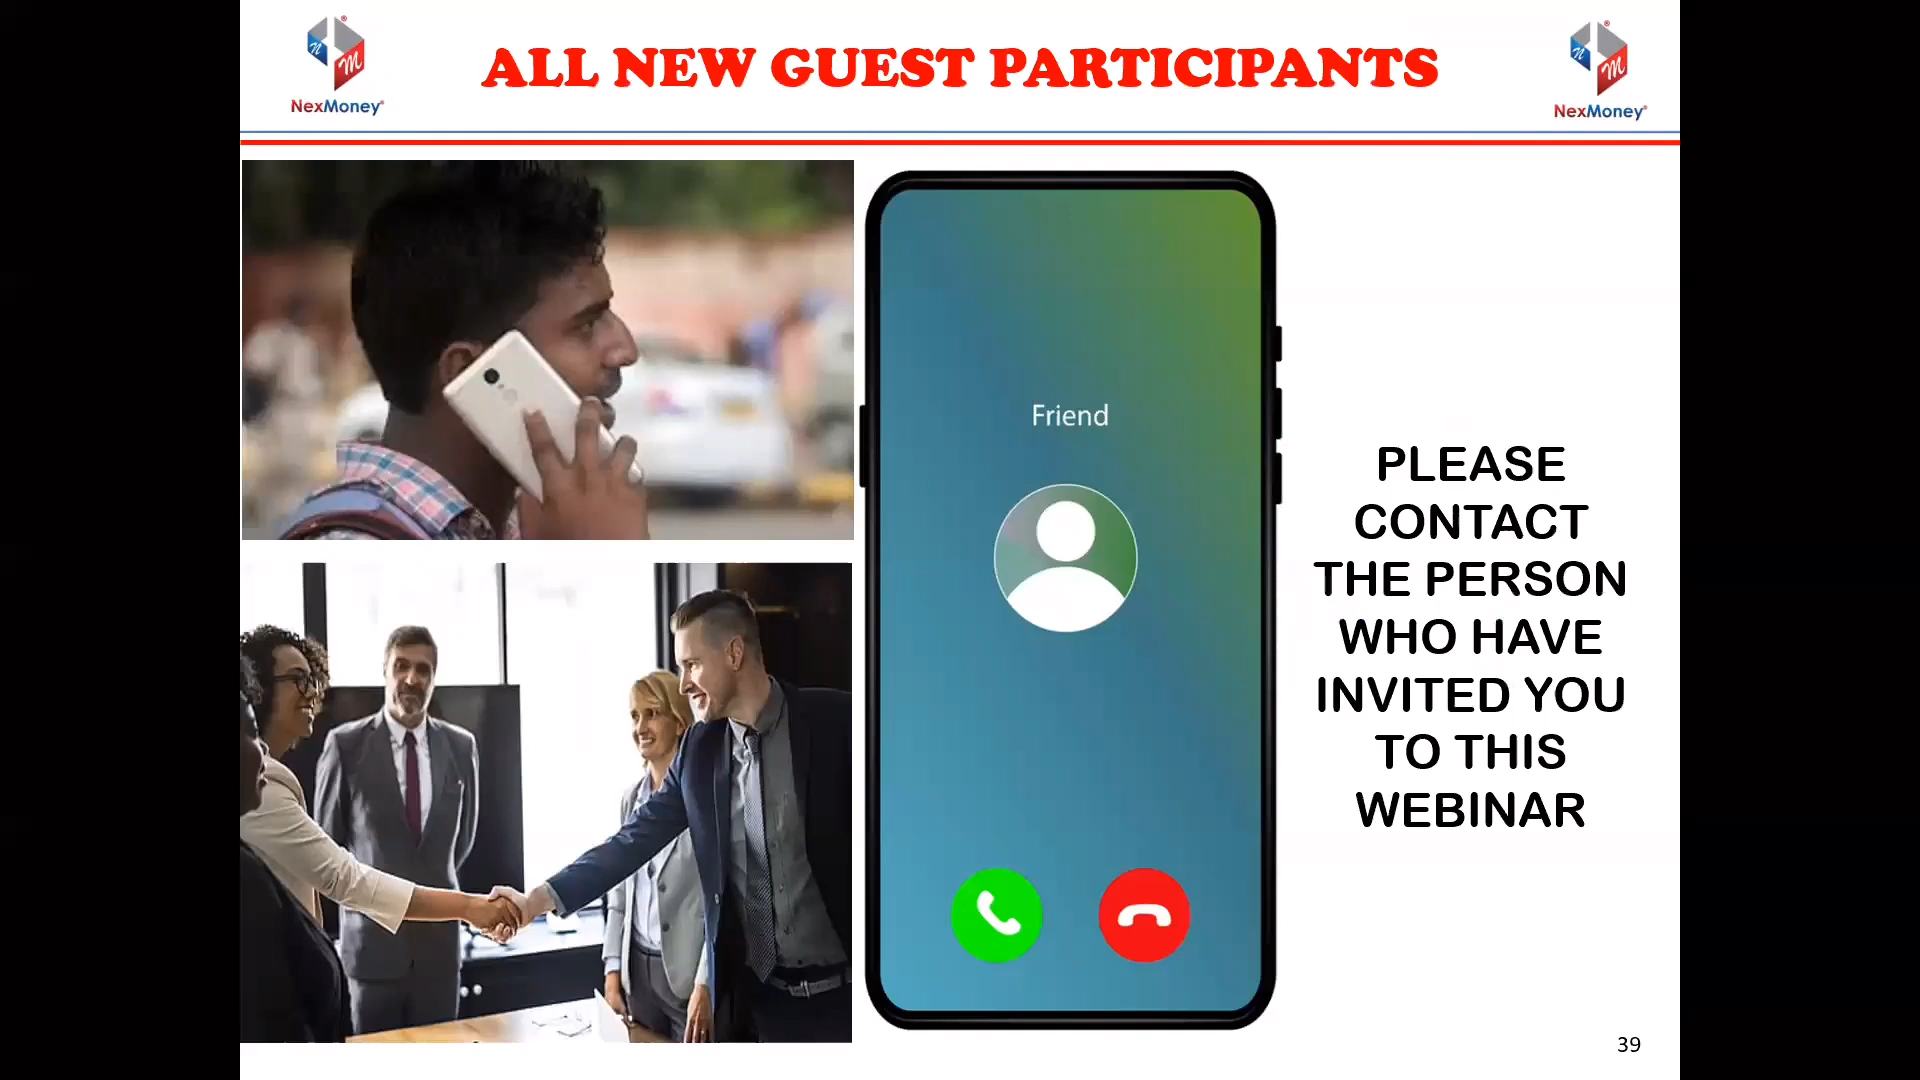 ALL NEW GUEST PARTICIPANTS
n
m
NexMoney®
n
m
NexMoney®
Friend
PLEASE
CONTACT
THE PERSON
WHO HAVE
INVITED YOU
TO THIS
WEBINAR
39